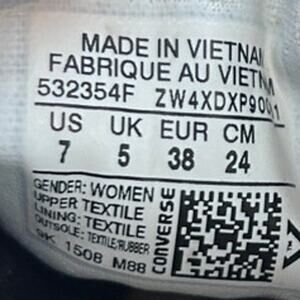 MADE IN VIETNAM
FABRIQUE AU VIETNAM
532354F ZW4XDXP900
US UK EUR CM
7 5 38 24
GENDER: WOMEN
UPPER TEXTILE
LINING: TEXTILE
OUTSOLE: TEXTILE/RUBBER
1508 M88
CONVERSE